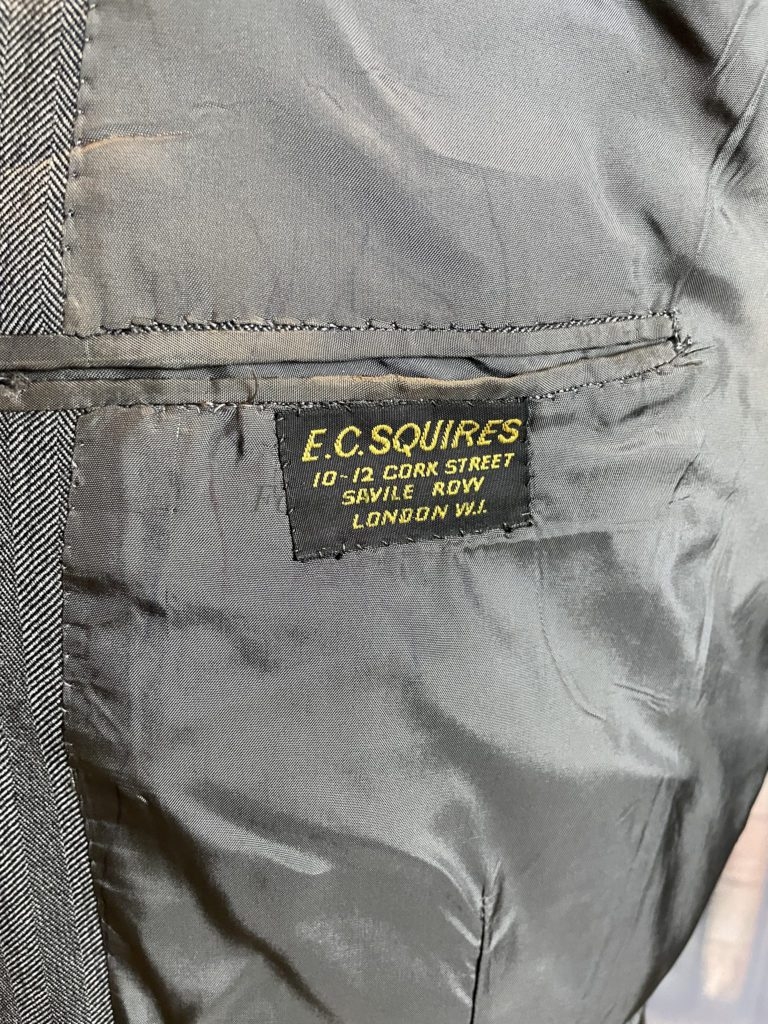 E.C.SQUIRES
10-12 CORK STREET
SAVILE ROW
LONDON W.I.